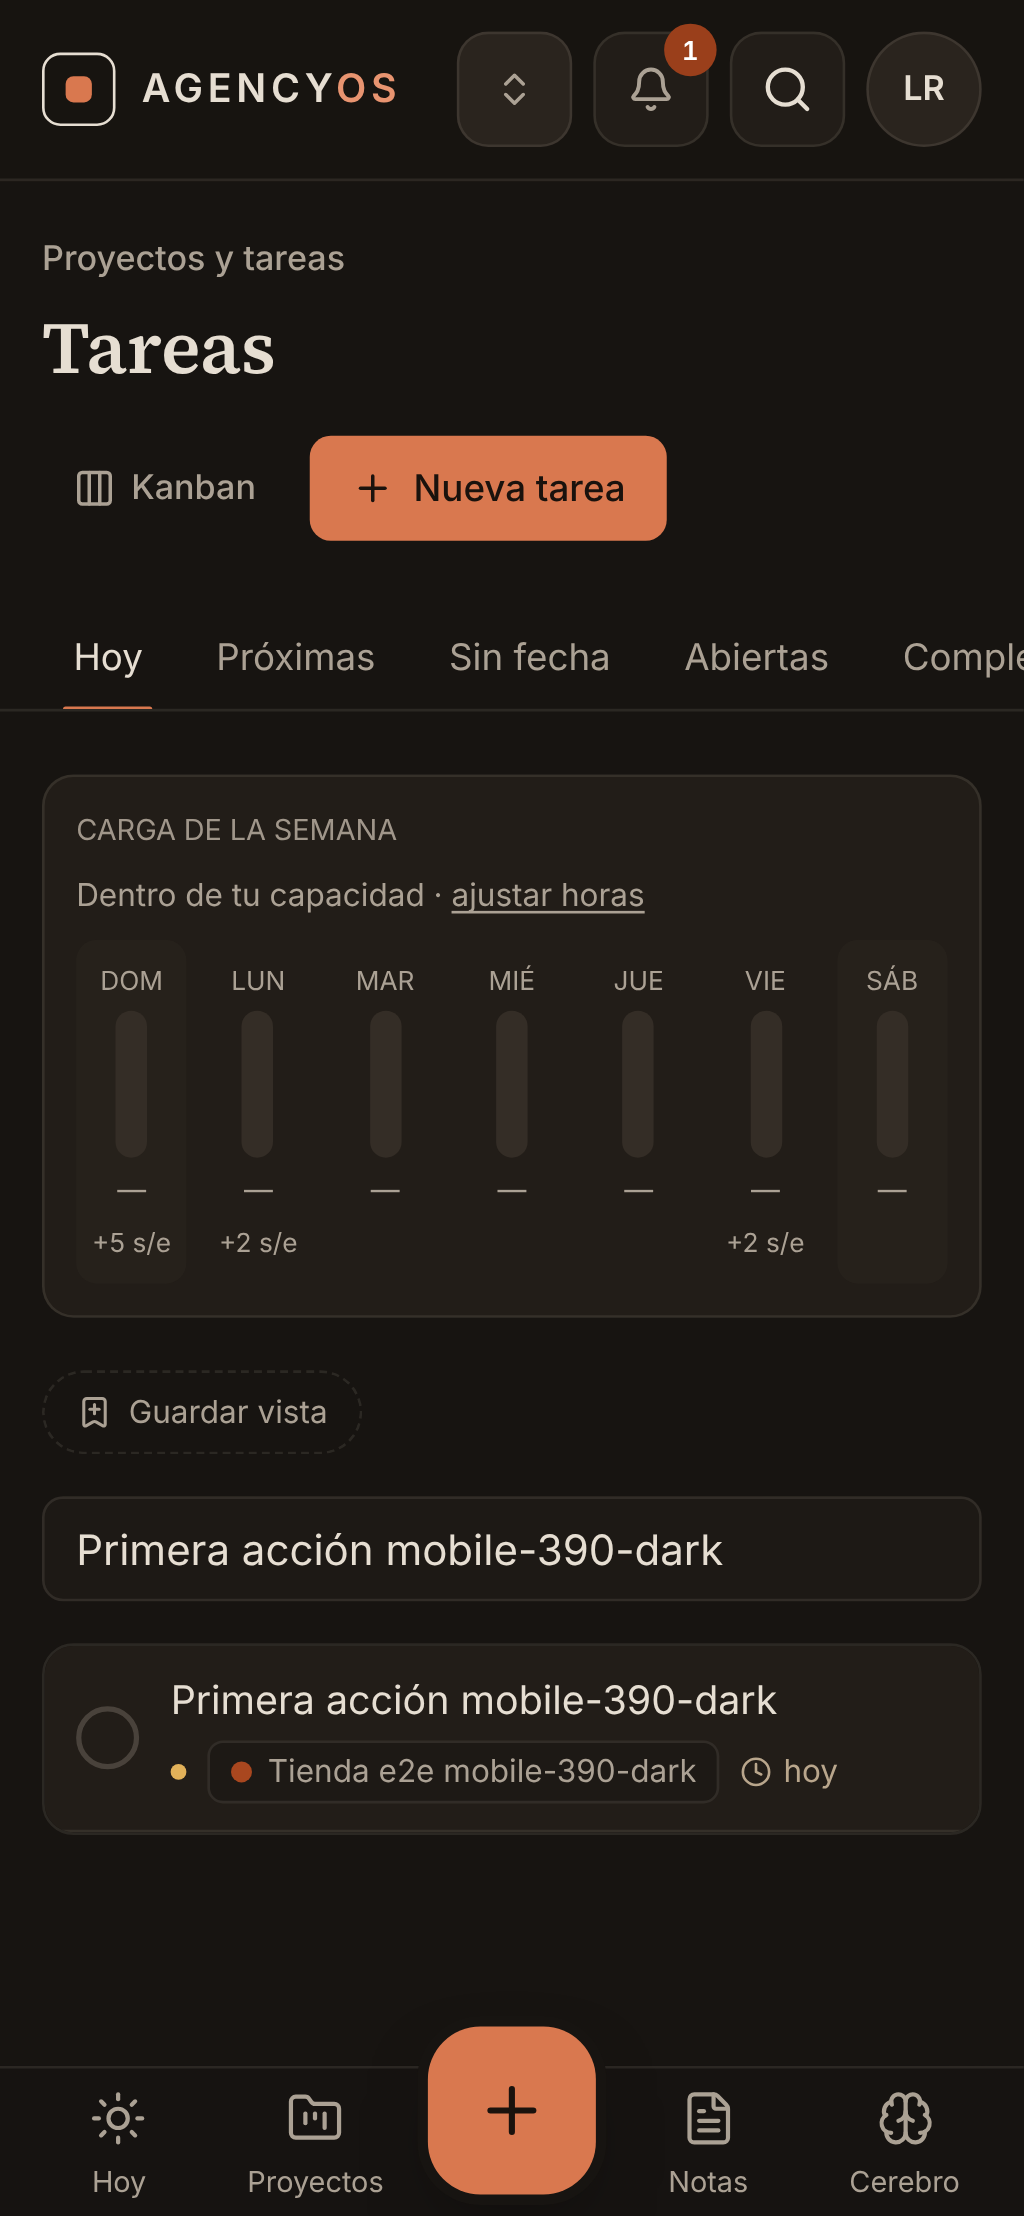 AGENCYOS
1
LR
Proyectos y tareas
Tareas
Kanban
Nueva tarea
Hoy Próximas Sin fecha Abiertas Comple
CARGA DE LA SEMANA
Dentro de tu capacidad · ajustar horas
DOM LUN MAR MIÉ JUE VIE SÁB
— — — — — — —
+5 s/e +2 s/e +2 s/e
Guardar vista
Primera acción mobile-390-dark
Primera acción mobile-390-dark
Tienda e2e mobile-390-dark hoy
Hoy Proyectos Notas Cerebro